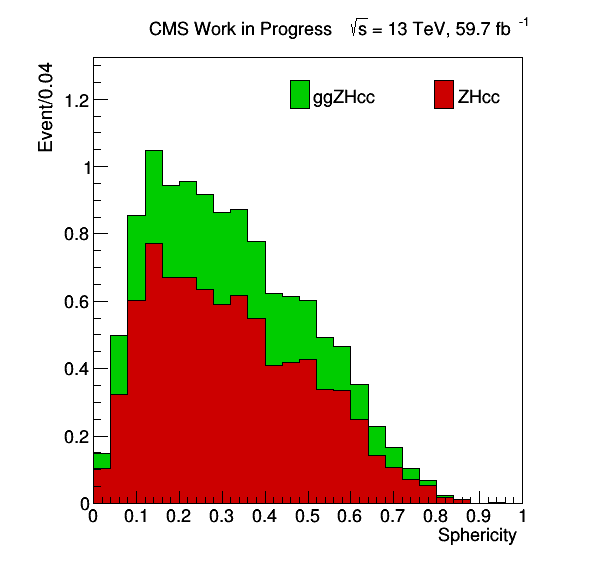 CMS Work in Progress √s = 13 TeV, 59.7 fb⁻¹
Event/0.04
ggZHcc ZHcc
1.2
1
0.8
0.6
0.4
0.2
0
0 0.1 0.2 0.3 0.4 0.5 0.6 0.7 0.8 0.9 1
Sphericity